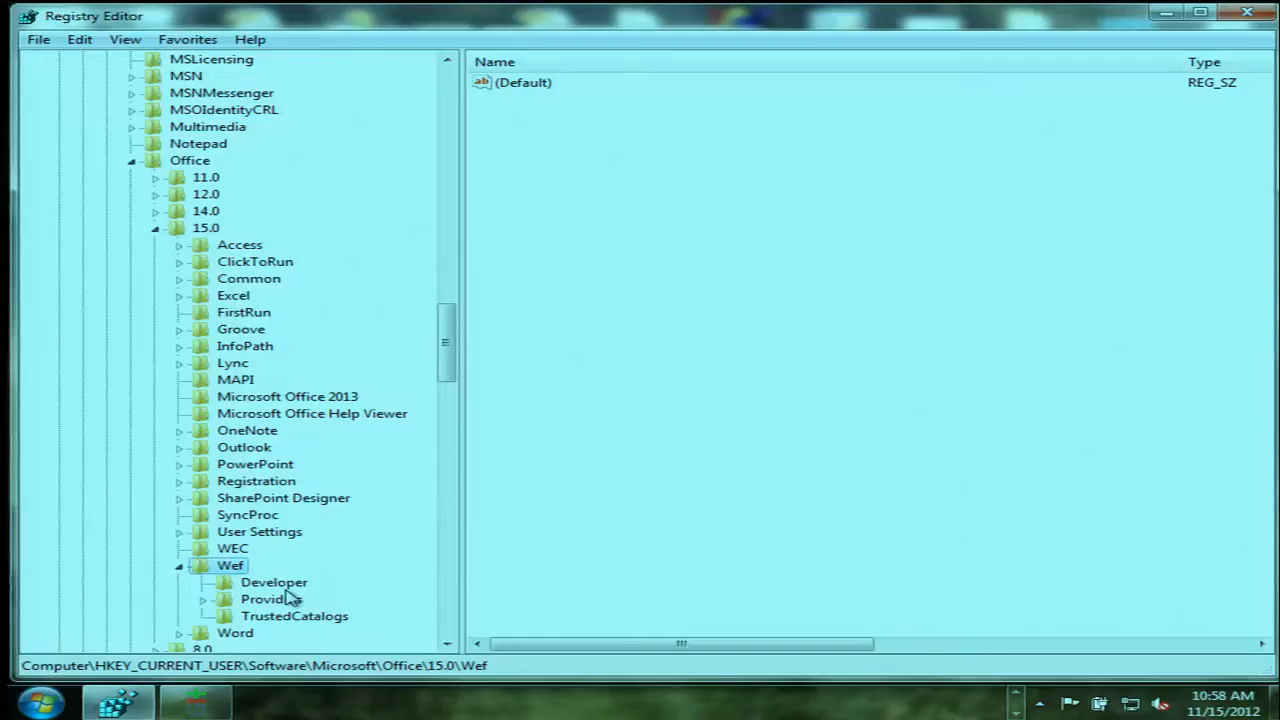 Registry Editor
File Edit View Favorites Help
MSLicensing
MSN
MSNMessenger
MSOIdentityCRL
Multimedia
Notepad
Office
11.0
12.0
14.0
15.0
Access
ClickToRun
Common
Excel
FirstRun
Groove
InfoPath
Lync
MAPI
Microsoft Office 2013
Microsoft Office Help Viewer
OneNote
Outlook
PowerPoint
Registration
SharePoint Designer
SyncProc
User Settings
WEC
Wef
Developer
TrustedCatalogs
Word
8.0
Name Type
ab (Default) REG_SZ
Computer\HKEY_CURRENT_USER\Software\Microsoft\Office\15.0\Wef
10:58 AM
11/15/2012